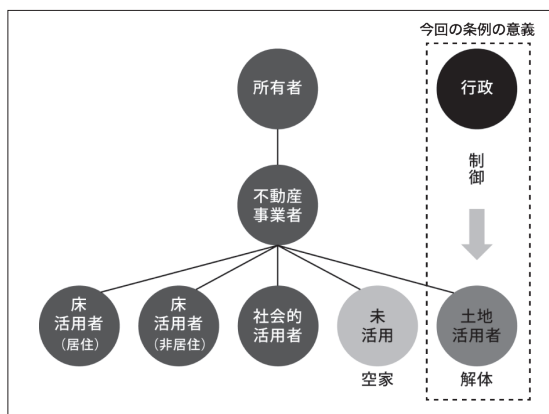 今回の条例の意義
所有者
行政
制御
不動産
事業者
床
活用者
(居住)
床
活用者
(非居住)
社会的
活用者
未
活用
土地
活用者
空家
解体